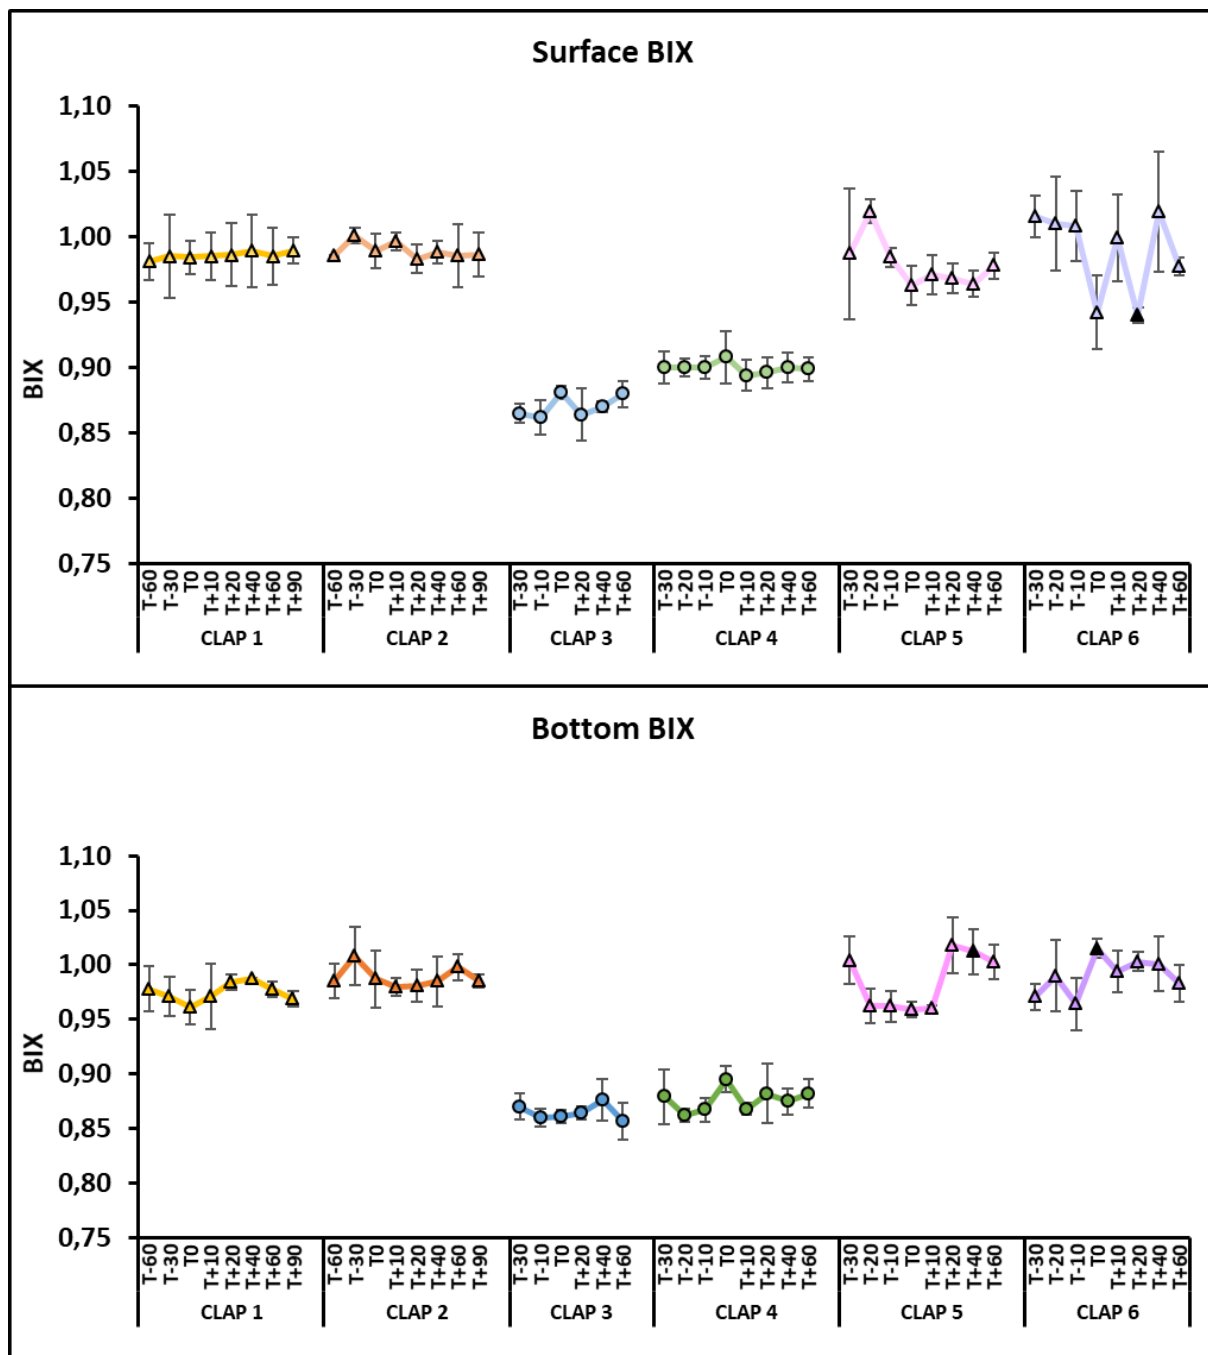 Surface BIX
BIX
1,10
1,05
1,00
0,95
0,90
0,85
0,80
0,75
T-60 T-30 T0 T+10 T+20 T+40 T+60 T+90 T-60 T-30 T0 T+10 T+20 T+40 T+60 T+90 T-30 T-10 T0 T+20 T+40 T+60 T-30 T-20 T-10 T0 T+10 T+20 T+40 T+60 T-30 T-20 T-10 T0 T+10 T+20 T+40 T+60 T-30 T-20 T-10 T0 T+10 T+20 T+40 T+60
CLAP 1 CLAP 2 CLAP 3 CLAP 4 CLAP 5 CLAP 6
Bottom BIX
BIX
1,10
1,05
1,00
0,95
0,90
0,85
0,80
0,75
T-60 T-30 T0 T+10 T+20 T+40 T+60 T+90 T-60 T-30 T0 T+10 T+20 T+40 T+60 T+90 T-30 T-10 T0 T+20 T+40 T+60 T-30 T-20 T-10 T0 T+10 T+20 T+40 T+60 T-30 T-20 T-10 T0 T+10 T+20 T+40 T+60 T-30 T-20 T-10 T0 T+10 T+20 T+40 T+60
CLAP 1 CLAP 2 CLAP 3 CLAP 4 CLAP 5 CLAP 6